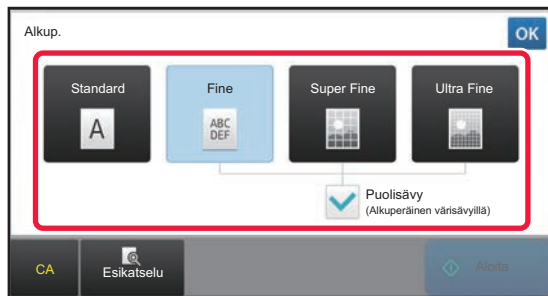 Alkup.
OK
Standard
Fine
Super Fine
Ultra Fine
A
ABC
DEF
Puolisävy
(Alkuperäinen värisävyillä)
CA
Esikatselu
Aloita